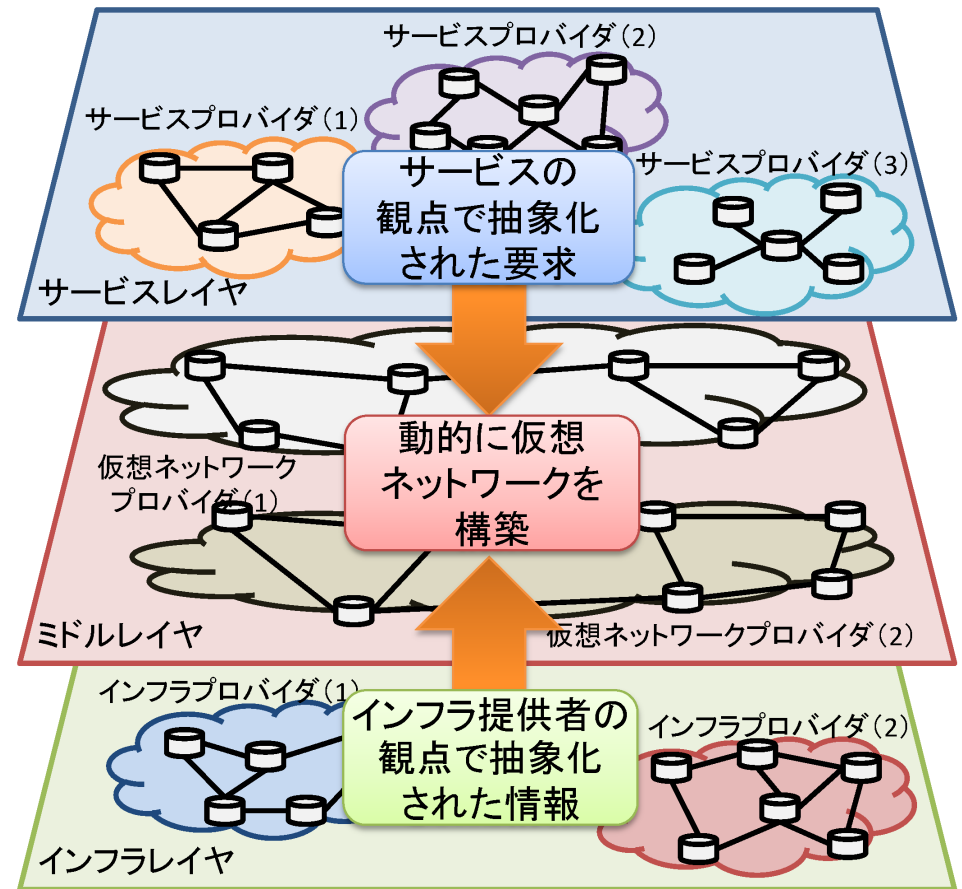 サービスプロバイダ(2)
サービスプロバイダ(1)
サービスプロバイダ(3)
サービスの
観点で抽象化
された要求
サービスレイヤ
動的に仮想
ネットワークを
構築
仮想ネットワーク
プロバイダ(1)
ミドルレイヤ
仮想ネットワークプロバイダ(2)
インフラプロバイダ(1)
インフラ提供者の
観点で抽象化
された情報
インフラプロバイダ(2)
インフラレイヤ